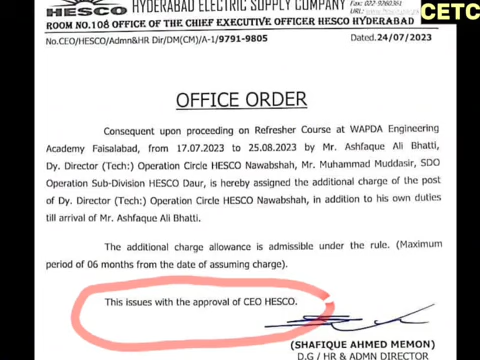 HYDERABAD ELECTRIC SUPPLY COMPANY
Fax: 022-9260361
CETC
HESCO
ROOM NO.108 OFFICE OF THE CHIEF EXECUTIVE OFFICER HESCO HYDERABAD
No.CEO/HESCO/Admn&HR Dir/DM(CM)/A-1/9791-9805
Dated.24/07/2023
OFFICE ORDER
Consequent upon proceeding on Refresher Course at WAPDA Engineering
Academy Faisalabad, from 17.07.2023 to 25.08.2023 by Mr. Ashfaque Ali Bhatti,
Dy. Director (Tech:) Operation Circle HESCO Nawabshah, Mr. Muhammad Muddasir, SDO
Operation Sub-Division HESCO Daur, is hereby assigned the additional charge of the post
of Dy. Director (Tech:) Operation Circle HESCO Nawabshah, in addition to his own duties
till arrival of Mr. Ashfaque Ali Bhatti.
The additional charge allowance is admissible under the rule. (Maximum
period of 06 months from the date of assuming charge).
This issues with the approval of CEO HESCO.
(SHAFIQUE AHMED MEMON)
D.G / HR & ADMN DIRECTOR